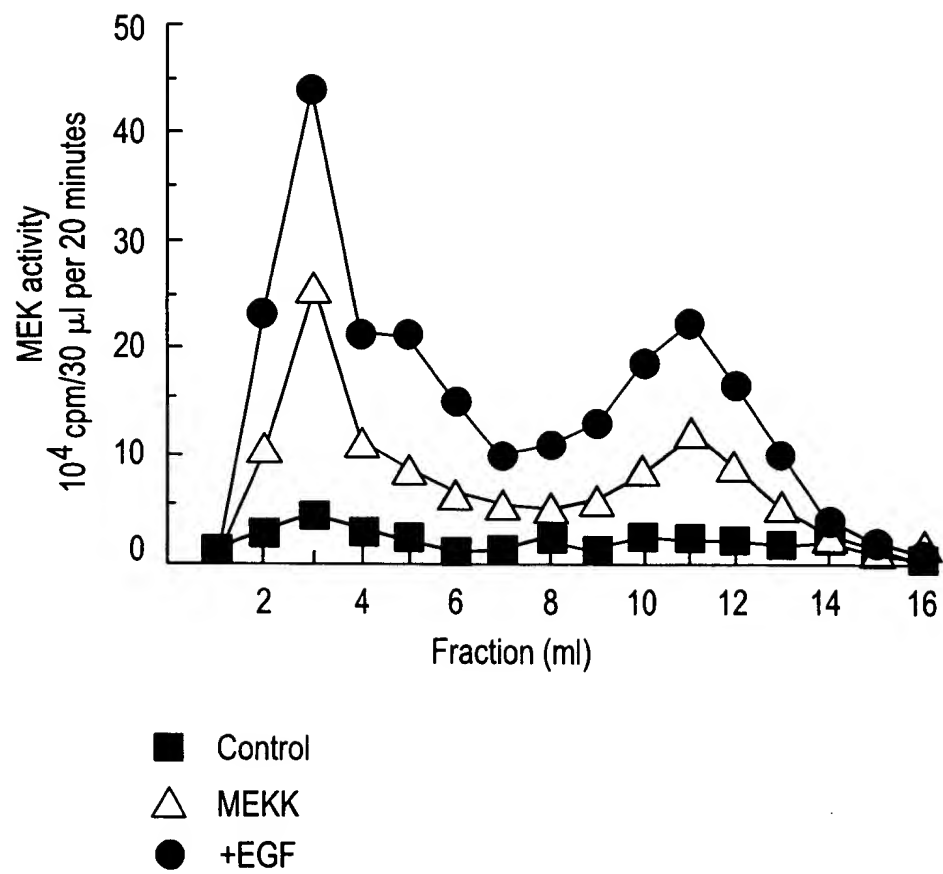 MEK activity
10⁴ cpm/30 µl per 20 minutes
50
40
30
20
10
0
2 4 6 8 10 12 14 16
Fraction (ml)
Control
MEKK
+EGF